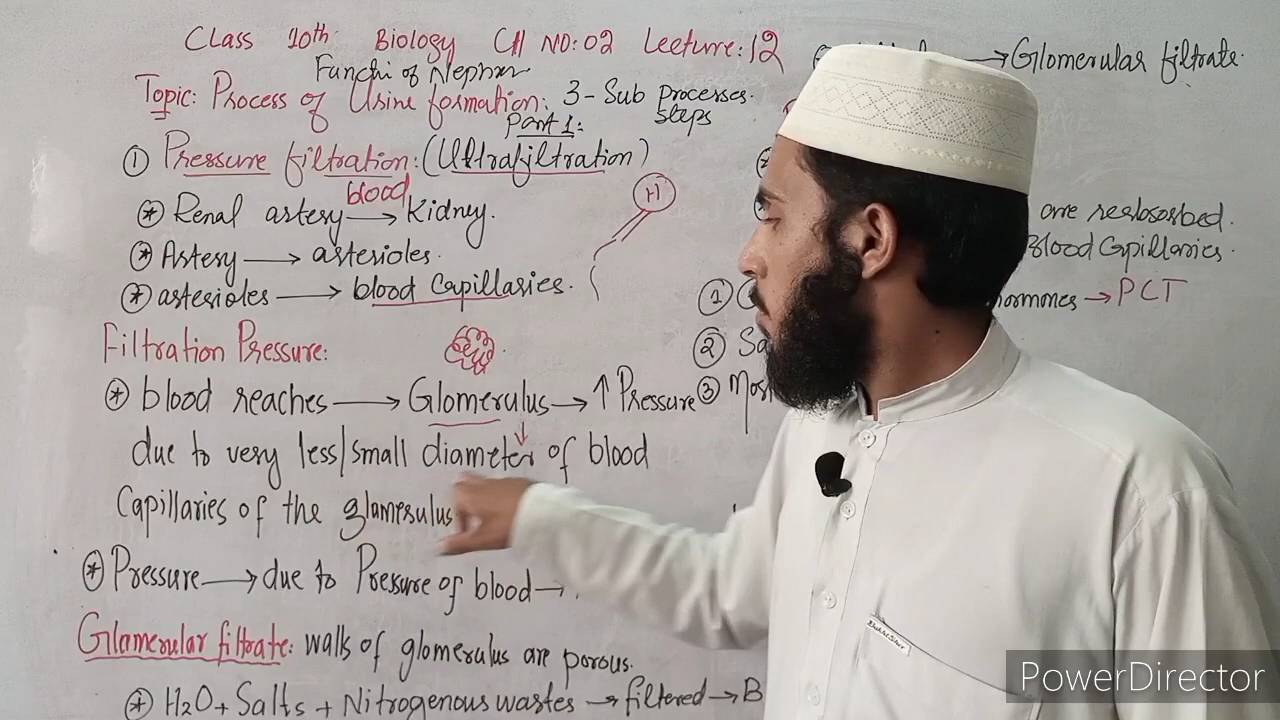 Class 10th Biology CH NO:02 Lecture:12
Functi of Nephron
Topic: Process of Urine formation: 3-Sub processes.
steps
Part 1:
① Pressure filtration: (Ultrafiltration)
blood
* Renal artery → Kidney.
* Artery → arterioles.
* arterioles → blood Capillaries.
H
Filtration Pressure:
* blood reaches → Glomerulus → ↑ Pressure
due to very less/small diameter of blood
Capillaries of the glomerulus
* Pressure → due to Pressure of blood →
Glamerular filtrate: walls of glomerulus are porous.
* H2O + Salts + Nitrogenous wastes → filtered → B
→ Glomerular filtrate.
are reabsosrbed.
Blood Capillaries.
① hormones → PCT
② Sa
③ Most
PowerDirector